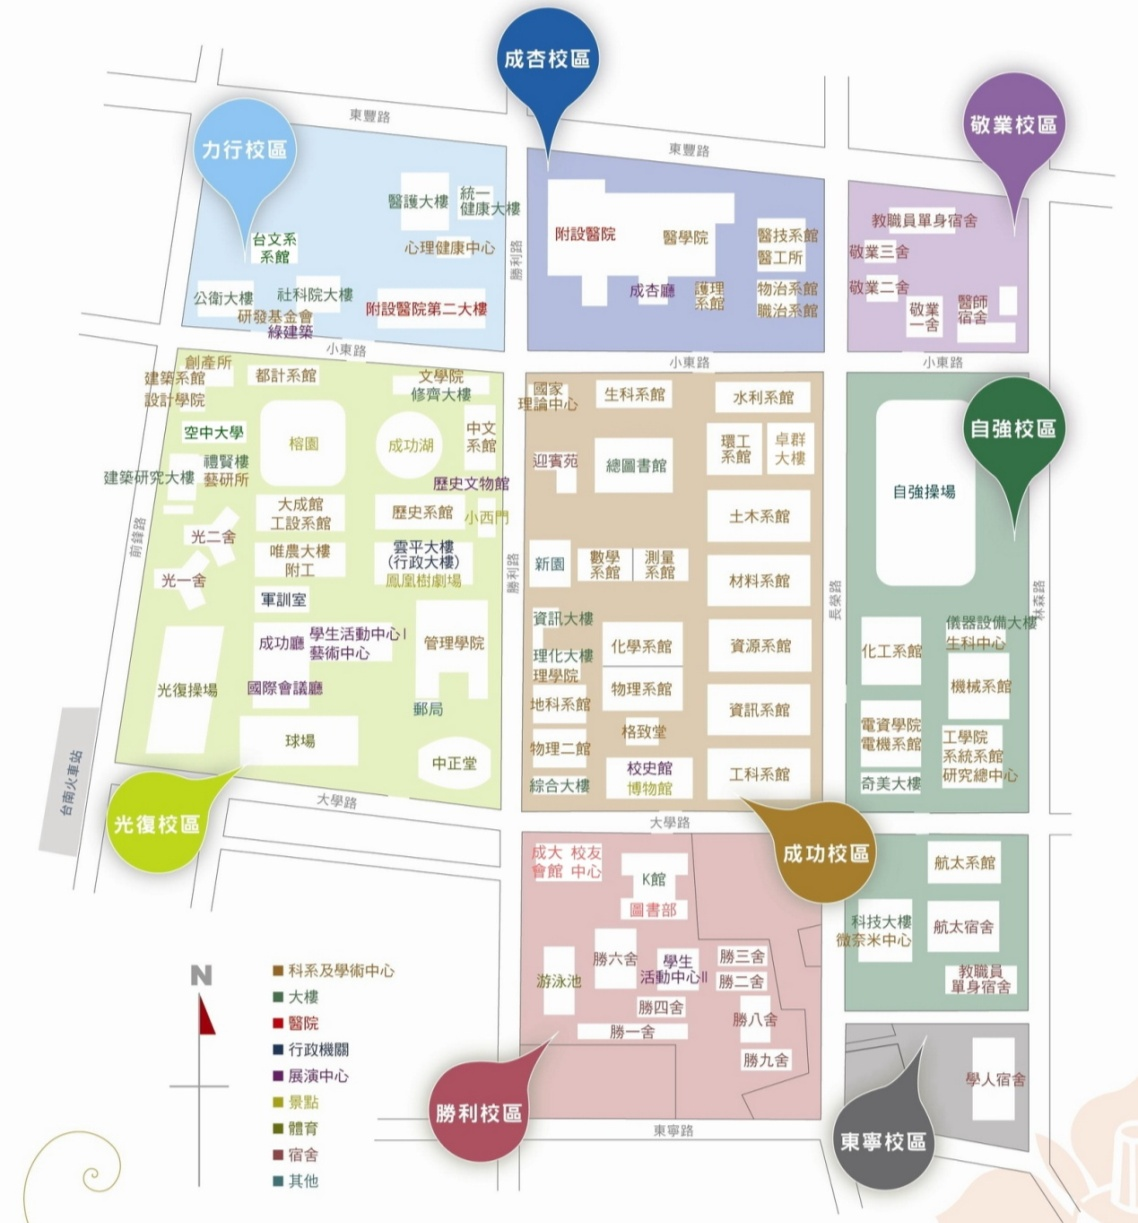 成杏校區
敬業校區
力行校區
東豐路
東豐路
醫護大樓
統一
健康大樓
心理健康中心
台文系
系館
公衛大樓
社科院大樓
研發基金會
綠建築
附設醫院第二大樓
勝利路
附設醫院
醫學院
醫技系館
醫工所
成杏廳
護理
系館
物治系館
職治系館
教職員單身宿舍
敬業三舍
敬業二舍
敬業
一舍
醫師
宿舍
小東路
小東路
小東路
創產所
建築系館
設計學院
都計系館
文學院
修齊大樓
空中大學
榕園
成功湖
中文
系館
建築研究大樓
禮賢樓
藝研所
歷史文物館
大成館
工設系館
歷史系館
小西門
光二舍
唯農大樓
附工
雲平大樓
(行政大樓)
鳳凰樹劇場
光一舍
軍訓室
前鋒路
勝利路
成功廳
學生活動中心I
藝術中心
管理學院
光復操場
國際會議廳
郵局
球場
中正堂
台南火車站
光復校區
大學路
國家
理論中心
生科系館
水利系館
迎賓苑
總圖書館
環工
系館
卓群
大樓
土木系館
新園
數學
系館
測量
系館
材料系館
資訊大樓
理化大樓
理學院
化學系館
資源系館
地科系館
物理系館
資訊系館
物理二館
格致堂
綜合大樓
校史館
博物館
工科系館
長榮路
自強校區
自強操場
林森路
儀器設備大樓
生科中心
化工系館
機械系館
電資學院
電機系館
工學院
系統系館
研究總中心
奇美大樓
大學路
成功校區
成大
會館
校友
中心
K館
圖書部
游泳池
勝六舍
學生
活動中心II
勝三舍
勝二舍
勝四舍
勝一舍
勝八舍
勝九舍
勝利校區
東寧路
航太系館
科技大樓
微奈米中心
航太宿舍
教職員
單身宿舍
學人宿舍
東寧校區
N
科系及學術中心
大樓
醫院
行政機關
展演中心
景點
體育
宿舍
其他